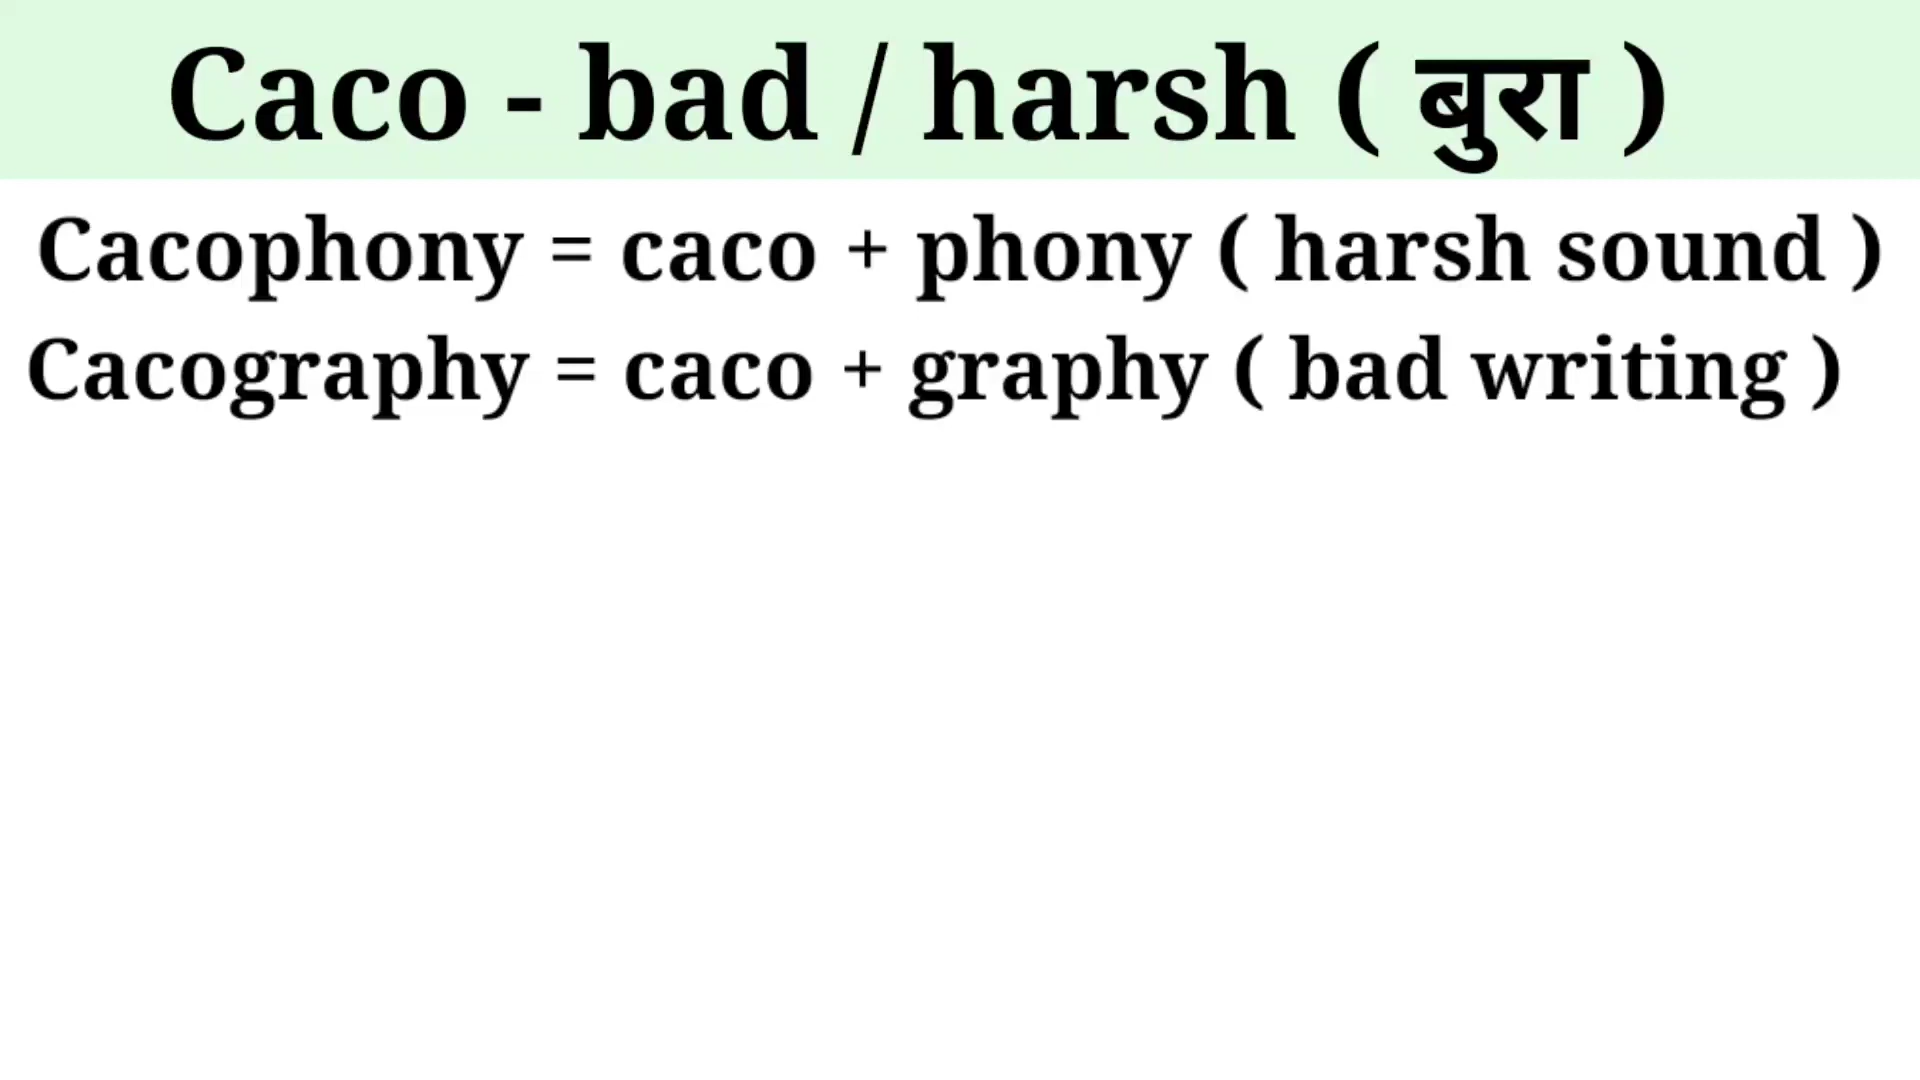 Caco - bad / harsh ( बुरा )
Cacophony = caco + phony ( harsh sound )
Cacography = caco + graphy ( bad writing )